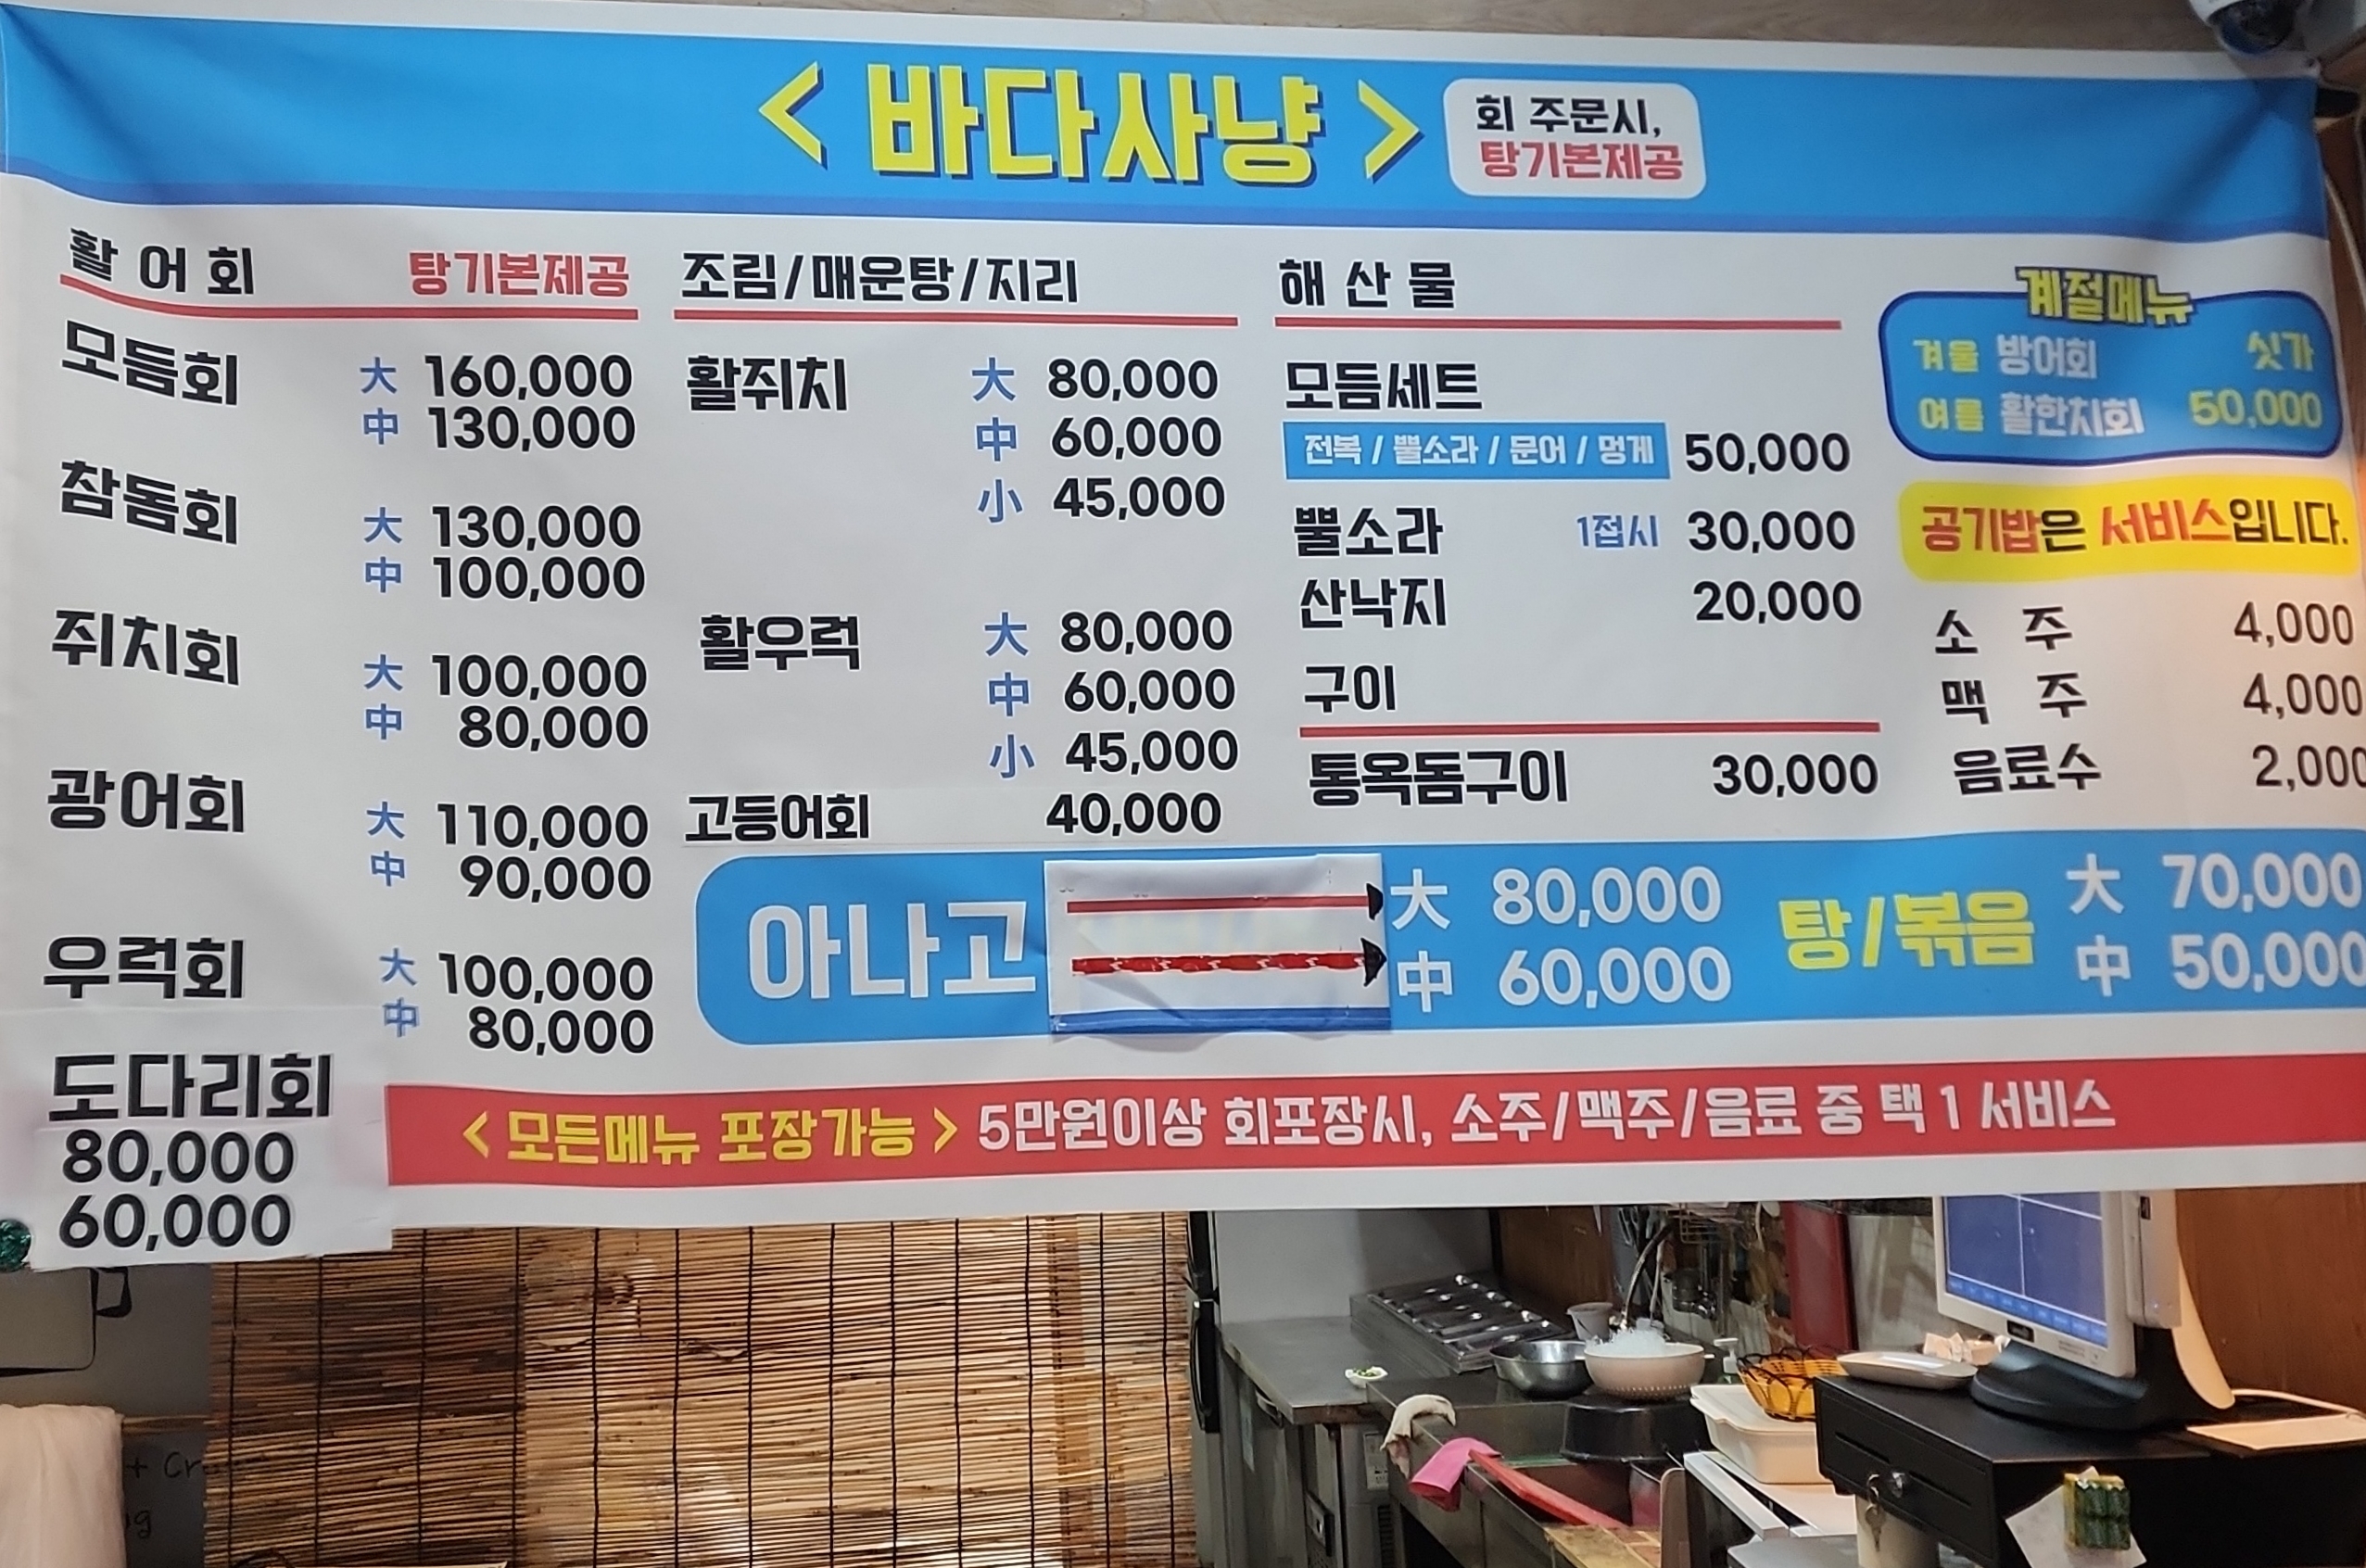 < 바다사냥 >
회 주문시,
탕기본제공
활어회 탕기본제공
모듬회 大 160,000
中 130,000
참돔회 大 130,000
中 100,000
쥐치회 大 100,000
中 80,000
광어회 大 110,000
中 90,000
우럭회 大 100,000
中 80,000
도다리회
80,000
60,000
조림/매운탕/지리
활쥐치 大 80,000
中 60,000
小 45,000
활우럭 大 80,000
中 60,000
小 45,000
고등어회 40,000
해산물
모듬세트
전복 / 뿔소라 / 문어 / 멍게 50,000
뿔소라 1접시 30,000
산낙지 20,000
구이
통옥돔구이 30,000
계절메뉴
겨울 방어회 싯가
여름 활한치회 50,000
공기밥은 서비스입니다.
소 주 4,000
맥 주 4,000
음료수 2,000
아나고 大 80,000
中 60,000
탕/볶음 大 70,000
中 50,000
< 모든메뉴 포장가능 > 5만원이상 회포장시, 소주/맥주/음료 중 택 1 서비스